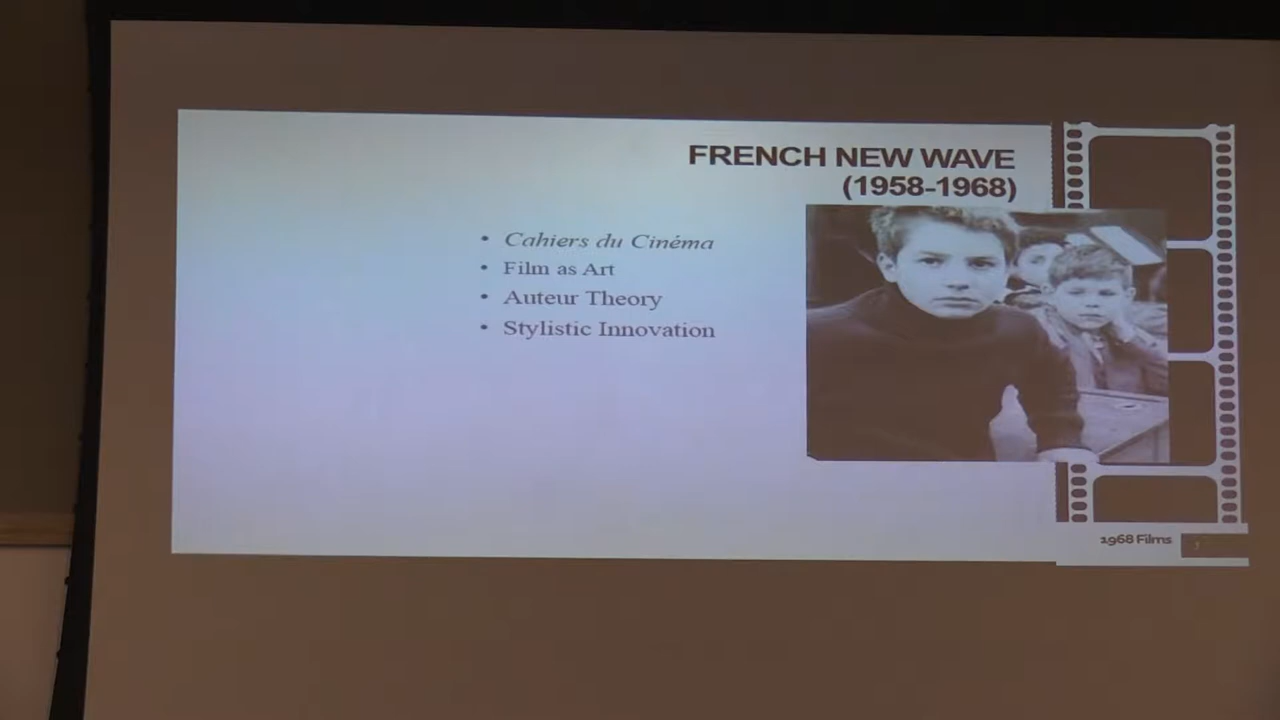 FRENCH NEW WAVE
(1958-1968)
• Cahiers du Cinéma
• Film as Art
• Auteur Theory
• Stylistic Innovation
1968 Films